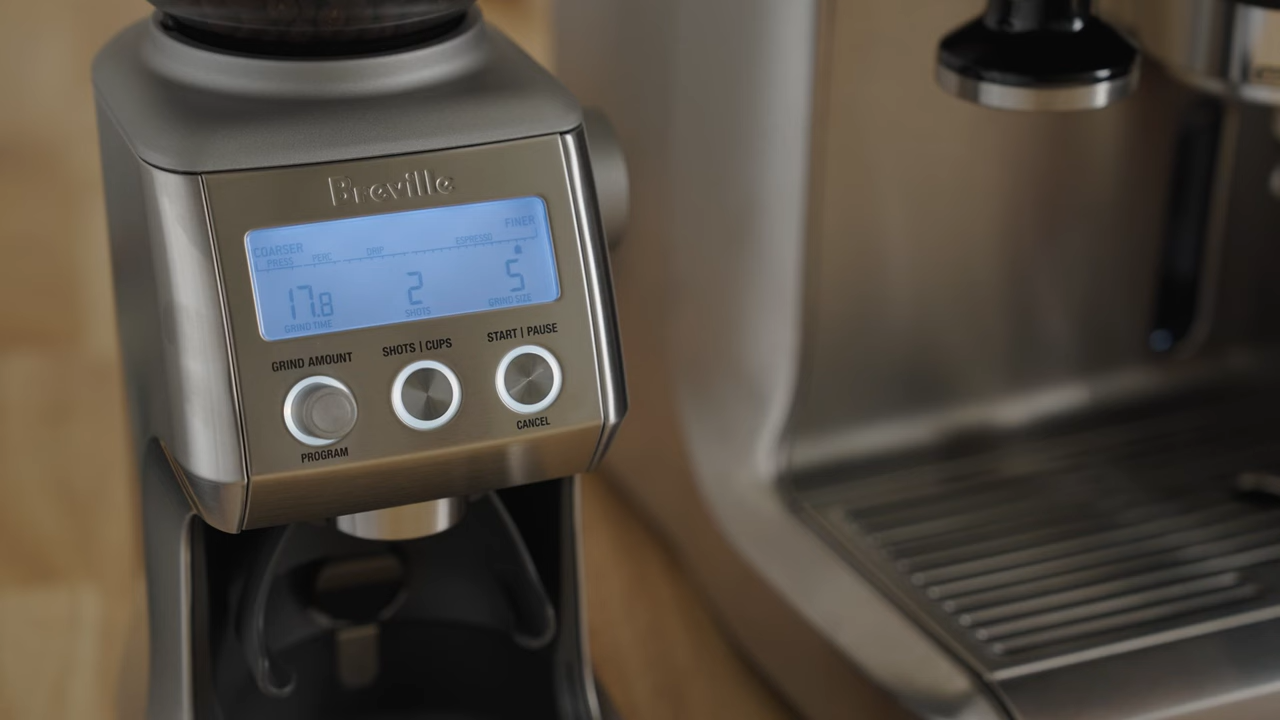 Breville
FINER
COARSER
ESPRESSO
PRESS PERC DRIP
17.8 2 5
GRIND TIME SHOTS GRIND SIZE
GRIND AMOUNT SHOTS | CUPS START | PAUSE
PROGRAM CANCEL